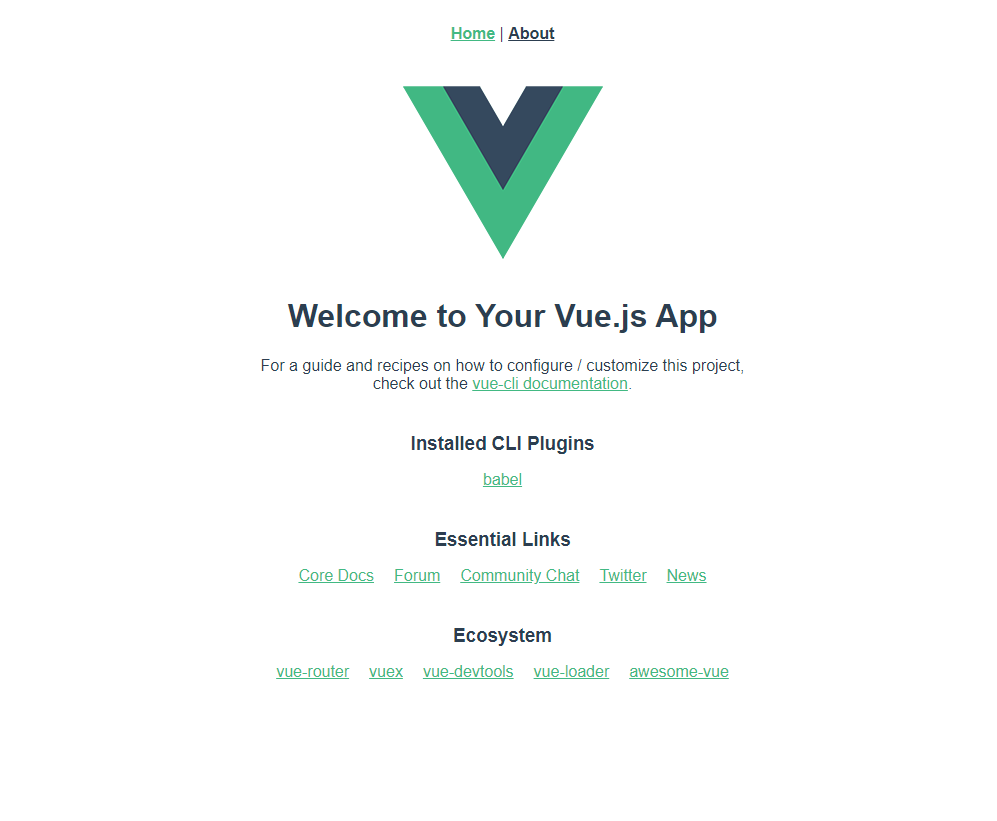 Home | About
Welcome to Your Vue.js App
For a guide and recipes on how to configure / customize this project,
check out the vue-cli documentation.
Installed CLI Plugins
babel
Essential Links
Core Docs Forum Community Chat Twitter News
Ecosystem
vue-router vuex vue-devtools vue-loader awesome-vue